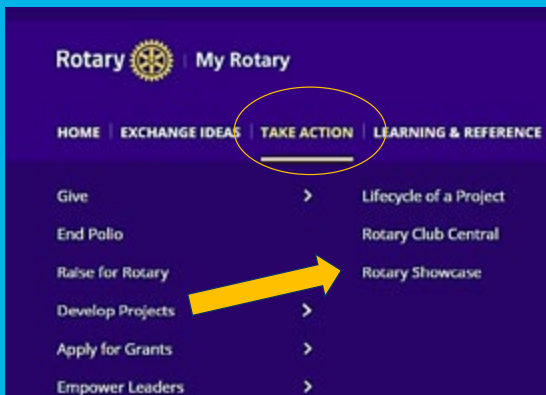 Rotary My Rotary
HOME EXCHANGE IDEAS TAKE ACTION LEARNING & REFERENCE
Give
End Polio
Raise for Rotary
Develop Projects
Apply for Grants
Empower Leaders
Lifecycle of a Project
Rotary Club Central
Rotary Showcase